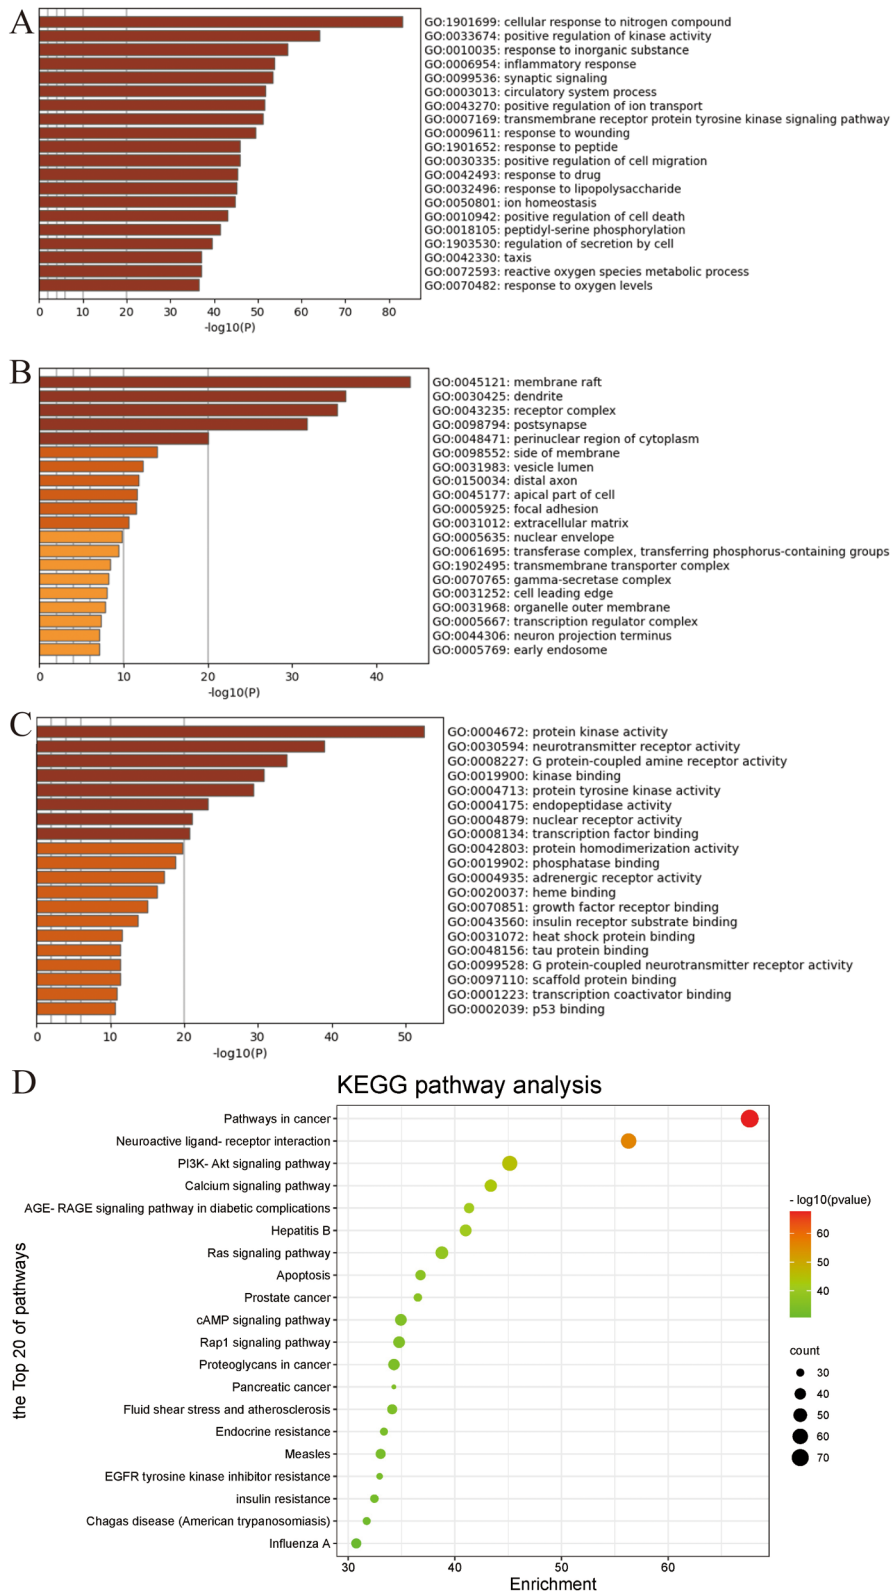 A
GO:1901699: cellular response to nitrogen compound
GO:0033674: positive regulation of kinase activity
GO:0010035: response to inorganic substance
GO:0006954: inflammatory response
GO:0099536: synaptic signaling
GO:0003013: circulatory system process
GO:0043270: positive regulation of ion transport
GO:0007169: transmembrane receptor protein tyrosine kinase signaling pathway
GO:0009611: response to wounding
GO:1901652: response to peptide
GO:0030335: positive regulation of cell migration
GO:0042493: response to drug
GO:0032496: response to lipopolysaccharide
GO:0050801: ion homeostasis
GO:0010942: positive regulation of cell death
GO:0018105: peptidyl-serine phosphorylation
GO:1903530: regulation of secretion by cell
GO:0042330: taxis
GO:0072593: reactive oxygen species metabolic process
GO:0070482: response to oxygen levels
0 10 20 30 40 50 60 70 80
-log10(P)
B
GO:0045121: membrane raft
GO:0030425: dendrite
GO:0043235: receptor complex
GO:0098794: postsynapse
GO:0048471: perinuclear region of cytoplasm
GO:0098552: side of membrane
GO:0031983: vesicle lumen
GO:0150034: distal axon
GO:0045177: apical part of cell
GO:0005925: focal adhesion
GO:0031012: extracellular matrix
GO:0005635: nuclear envelope
GO:0061695: transferase complex, transferring phosphorus-containing groups
GO:1902495: transmembrane transporter complex
GO:0070765: gamma-secretase complex
GO:0031252: cell leading edge
GO:0031968: organelle outer membrane
GO:0005667: transcription regulator complex
GO:0044306: neuron projection terminus
GO:0005769: early endosome
0 10 20 30 40
-log10(P)
C
GO:0004672: protein kinase activity
GO:0030594: neurotransmitter receptor activity
GO:0008227: G protein-coupled amine receptor activity
GO:0019900: kinase binding
GO:0004713: protein tyrosine kinase activity
GO:0004175: endopeptidase activity
GO:0004879: nuclear receptor activity
GO:0008134: transcription factor binding
GO:0042803: protein homodimerization activity
GO:0019902: phosphatase binding
GO:0004935: adrenergic receptor activity
GO:0020037: heme binding
GO:0070851: growth factor receptor binding
GO:0043560: insulin receptor substrate binding
GO:0031072: heat shock protein binding
GO:0048156: tau protein binding
GO:0099528: G protein-coupled neurotransmitter receptor activity
GO:0097110: scaffold protein binding
GO:0001223: transcription coactivator binding
GO:0002039: p53 binding
0 10 20 30 40 50
-log10(P)
D
KEGG pathway analysis
the Top 20 of pathways
Pathways in cancer
Neuroactive ligand- receptor interaction
PI3K- Akt signaling pathway
Calcium signaling pathway
AGE- RAGE signaling pathway in diabetic complications
Hepatitis B
Ras signaling pathway
Apoptosis
Prostate cancer
cAMP signaling pathway
Rap1 signaling pathway
Proteoglycans in cancer
Pancreatic cancer
Fluid shear stress and atherosclerosis
Endocrine resistance
Measles
EGFR tyrosine kinase inhibitor resistance
insulin resistance
Chagas disease (American trypanosomiasis)
Influenza A
30 40 50 60
Enrichment
- log10(pvalue)
60
50
40
count
30
40
50
60
70